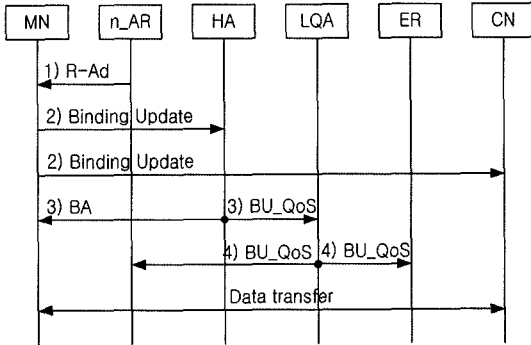 MN n_AR HA LQA ER CN
1) R-Ad
2) Binding Update
2) Binding Update
3) BA 3) BU_QoS
4) BU_QoS 4) BU_QoS
Data transfer